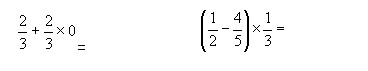 2/3 + 2/3 × 0 =
(1/2 − 4/5) × 1/3 =